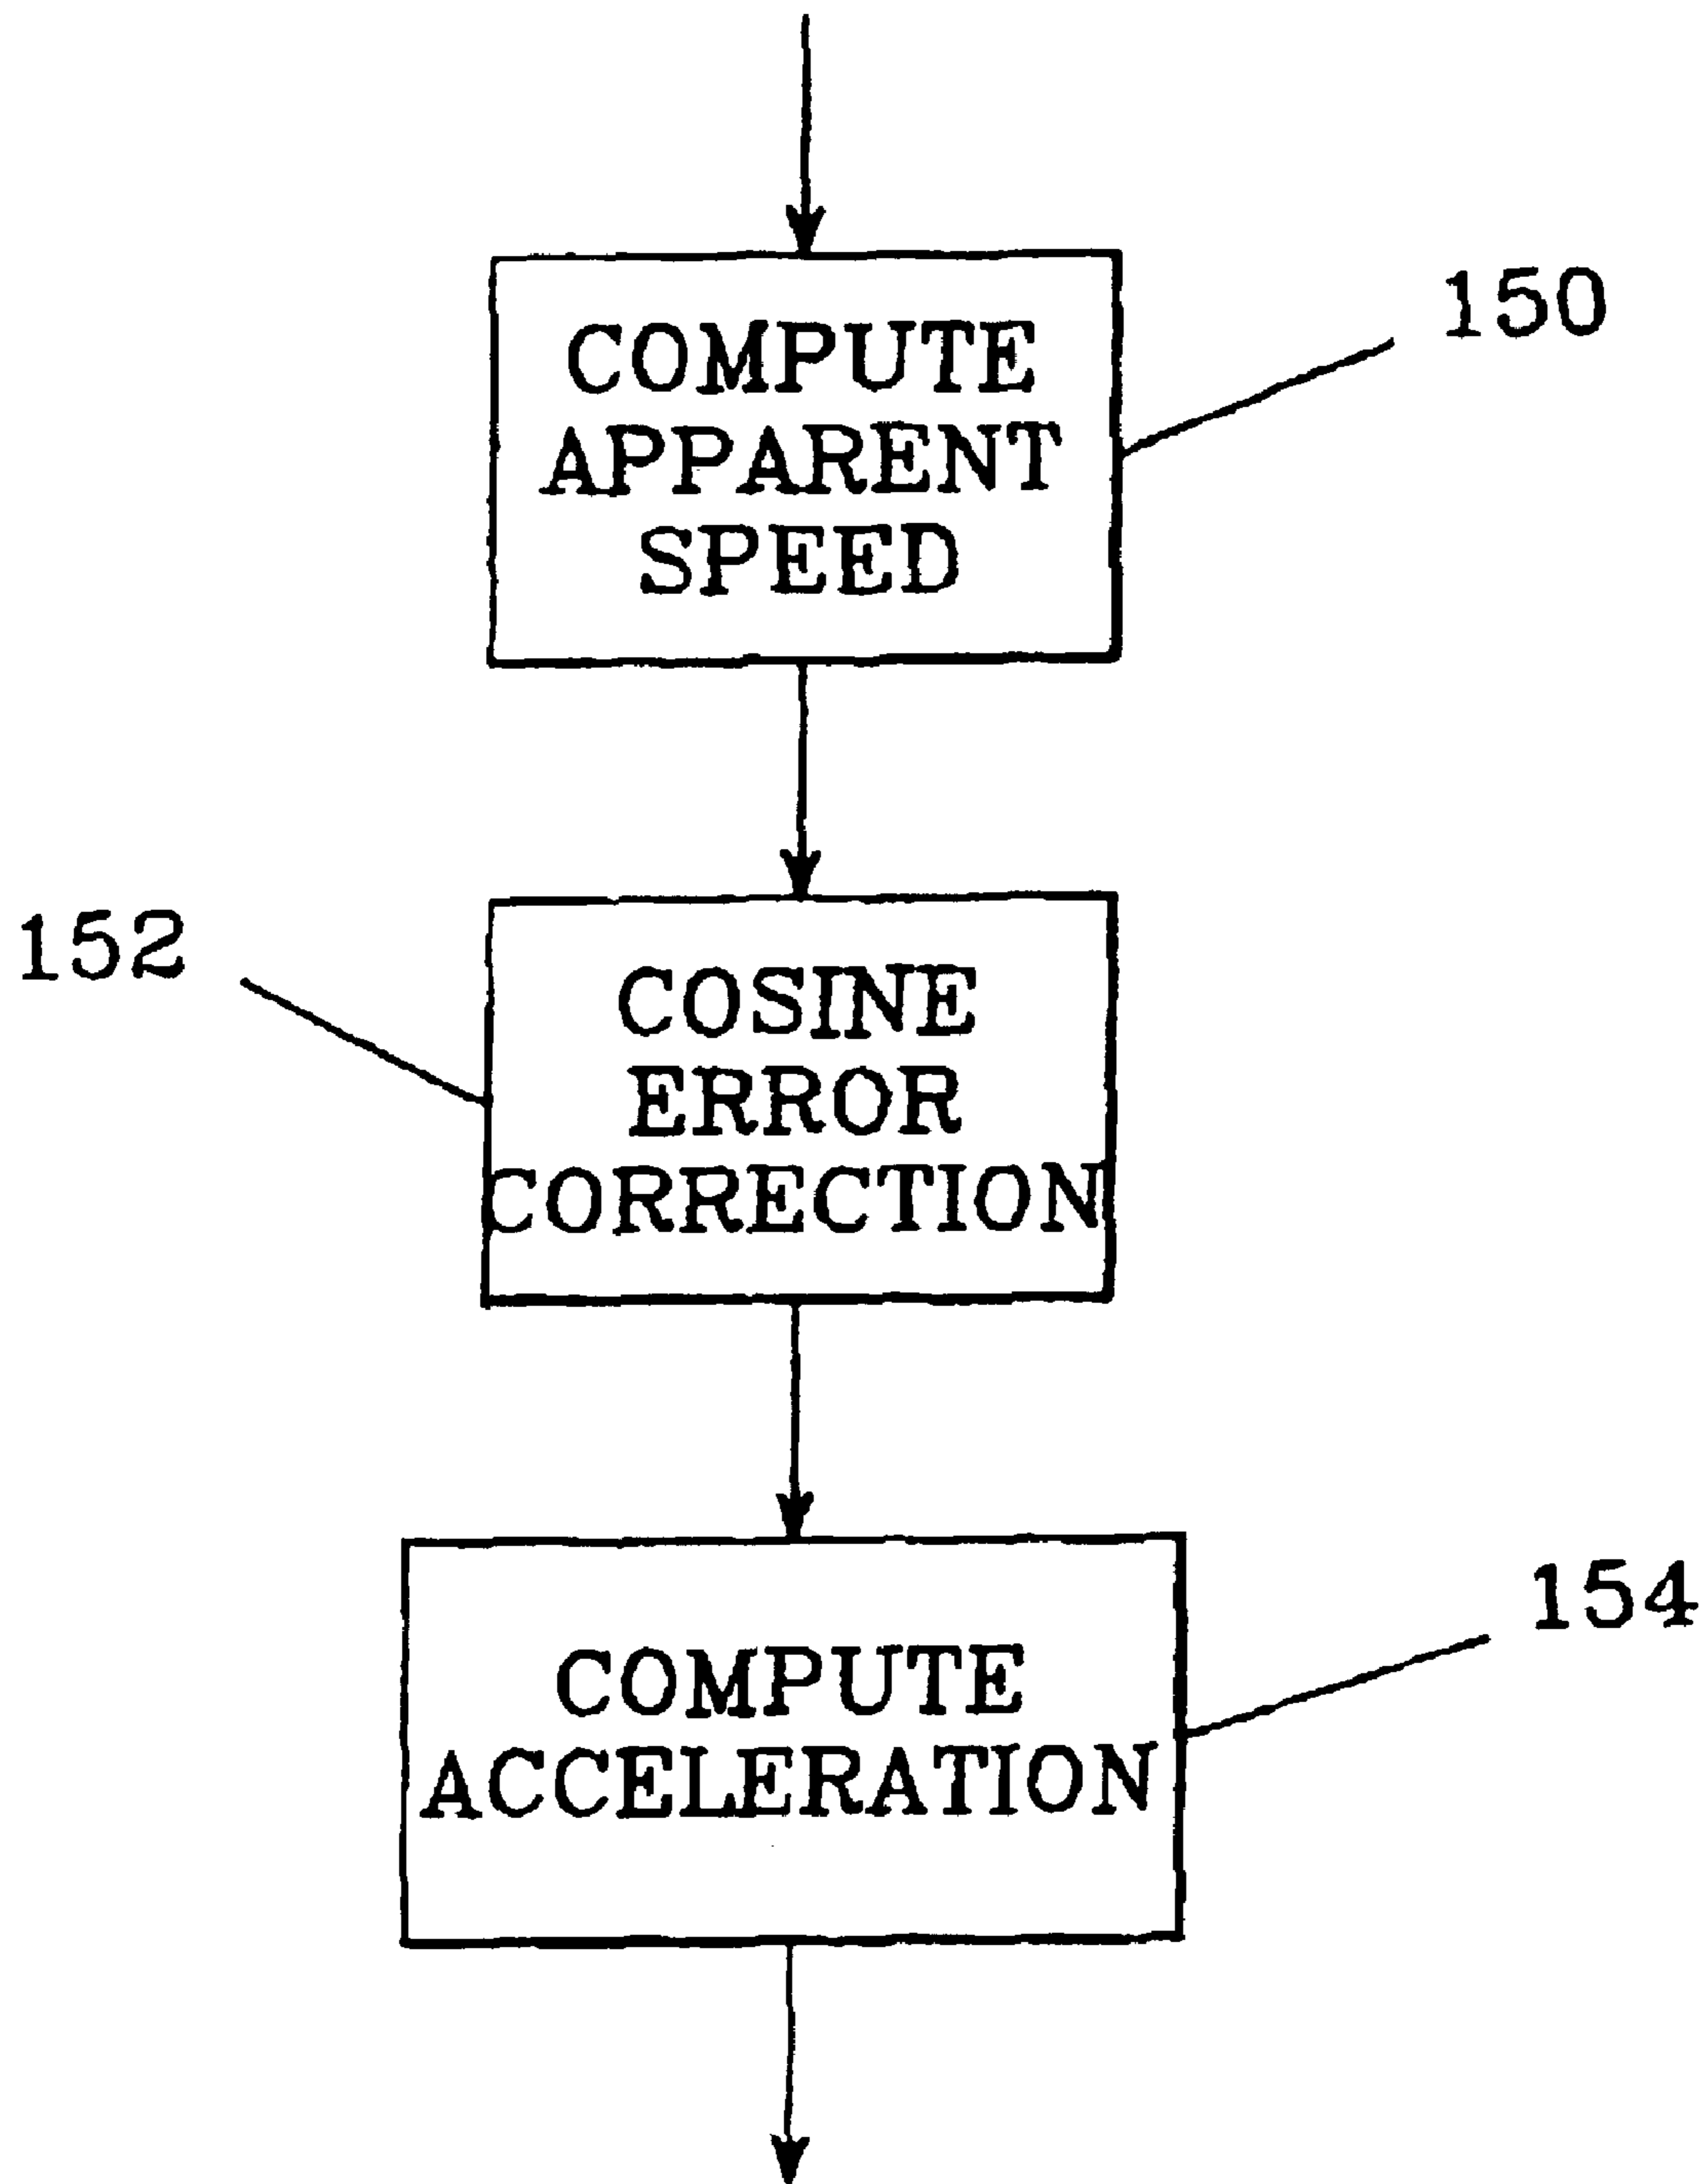 COMPUTE
APPARENT
SPEED
150
152
COSINE
ERROR
CORRECTION
154
COMPUTE
ACCELERATION